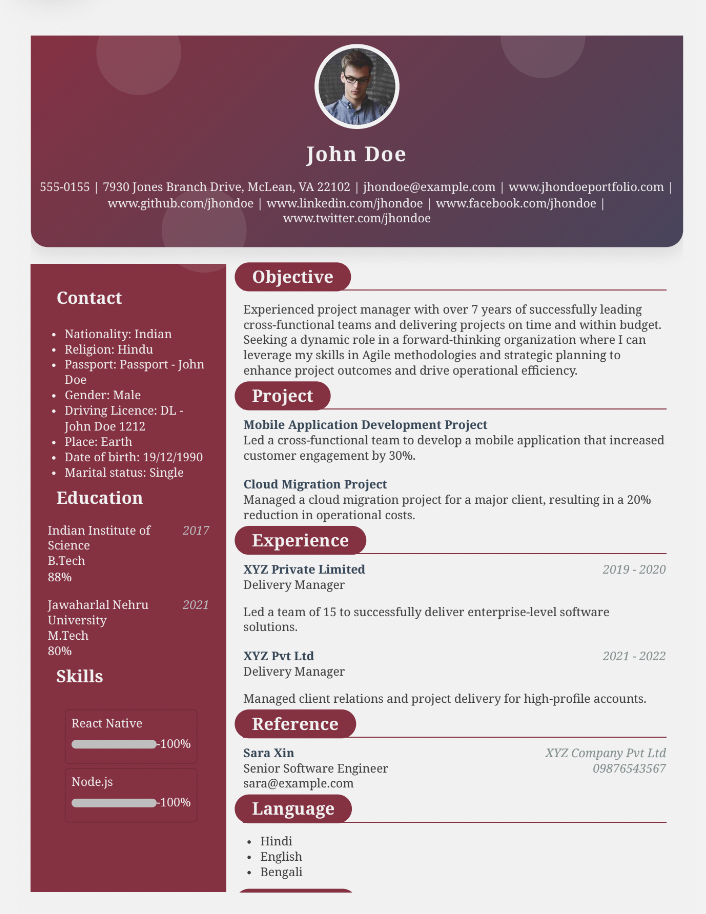 John Doe
555-0155 | 7930 Jones Branch Drive, McLean, VA 22102 | jhondoe@example.com | www.jhondoeportfolio.com |
www.github.com/jhondoe | www.linkedin.com/jhondoe | www.facebook.com/jhondoe |
www.twitter.com/jhondoe
Contact
• Nationality: Indian
• Religion: Hindu
• Passport: Passport - John
Doe
• Gender: Male
• Driving Licence: DL -
John Doe 1212
• Place: Earth
• Date of birth: 19/12/1990
• Marital status: Single
Education
Indian Institute of 2017
Science
B.Tech
88%
Jawaharlal Nehru 2021
University
M.Tech
80%
Skills
React Native
-100%
Node.js
-100%
Objective
Experienced project manager with over 7 years of successfully leading
cross-functional teams and delivering projects on time and within budget.
Seeking a dynamic role in a forward-thinking organization where I can
leverage my skills in Agile methodologies and strategic planning to
enhance project outcomes and drive operational efficiency.
Project
Mobile Application Development Project
Led a cross-functional team to develop a mobile application that increased
customer engagement by 30%.
Cloud Migration Project
Managed a cloud migration project for a major client, resulting in a 20%
reduction in operational costs.
Experience
XYZ Private Limited 2019 - 2020
Delivery Manager
Led a team of 15 to successfully deliver enterprise-level software
solutions.
XYZ Pvt Ltd 2021 - 2022
Delivery Manager
Managed client relations and project delivery for high-profile accounts.
Reference
Sara Xin XYZ Company Pvt Ltd
Senior Software Engineer 09876543567
sara@example.com
Language
• Hindi
• English
• Bengali